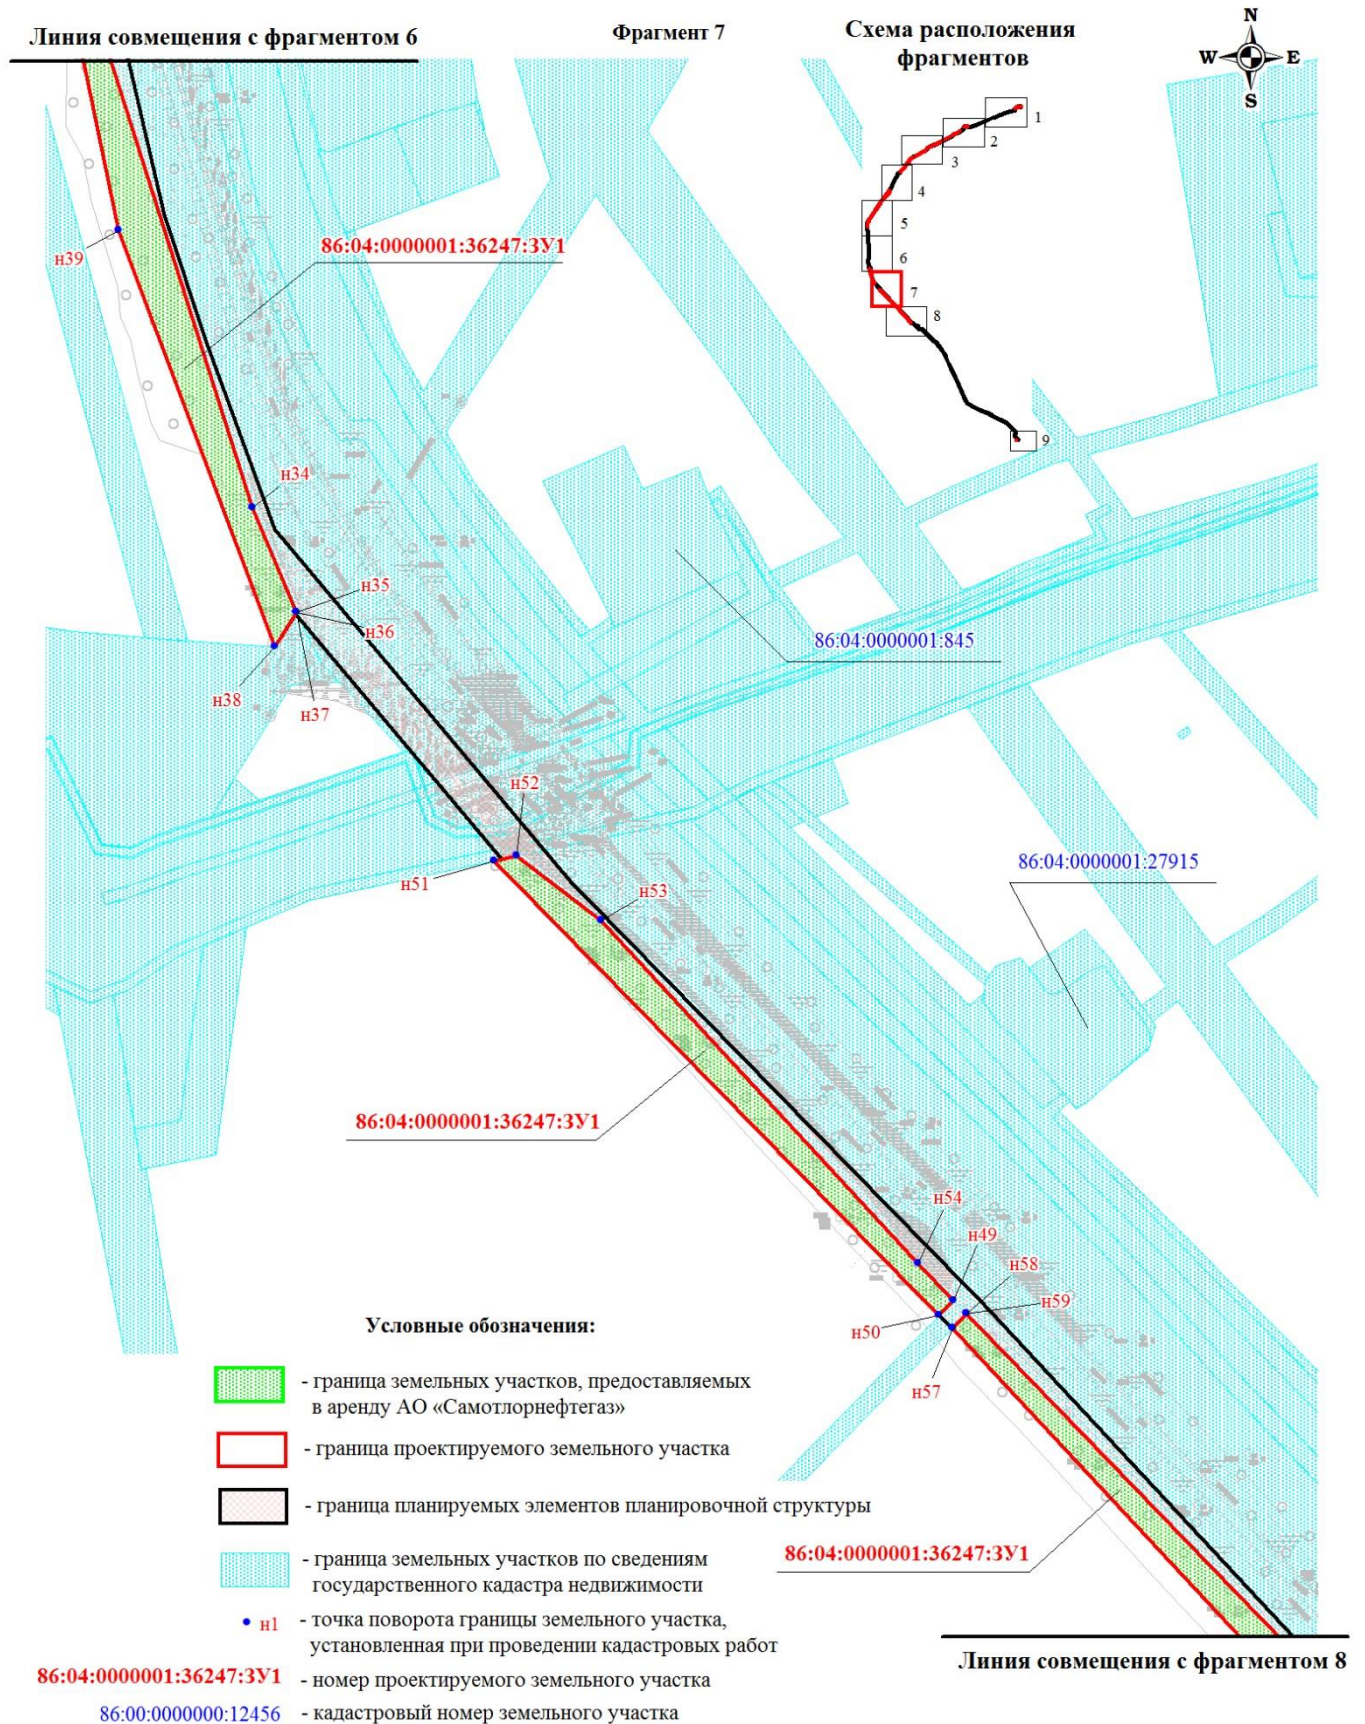 Линия совмещения с фрагментом 6
Фрагмент 7
Схема расположения
фрагментов
N
W
E
S
1
2
3
4
5
6
7
8
9
н39
86:04:0000001:36247:ЗУ1
н34
н35
н36
н38
н37
86:04:0000001:845
н52
н51
н53
86:04:0000001:27915
86:04:0000001:36247:ЗУ1
н54
н49
н58
н59
н50
н57
86:04:0000001:36247:ЗУ1
Условные обозначения:
- граница земельных участков, предоставляемых
в аренду АО «Самотлорнефтегаз»
- граница проектируемого земельного участка
- граница планируемых элементов планировочной структуры
- граница земельных участков по сведениям
государственного кадастра недвижимости
н1 - точка поворота границы земельного участка,
установленная при проведении кадастровых работ
86:04:0000001:36247:ЗУ1 - номер проектируемого земельного участка
86:00:0000000:12456 - кадастровый номер земельного участка
Линия совмещения с фрагментом 8